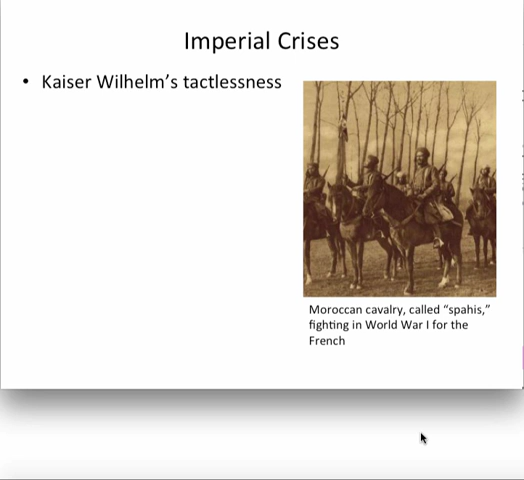 Imperial Crises
• Kaiser Wilhelm’s tactlessness
Moroccan cavalry, called “spahis,”
fighting in World War I for the
French